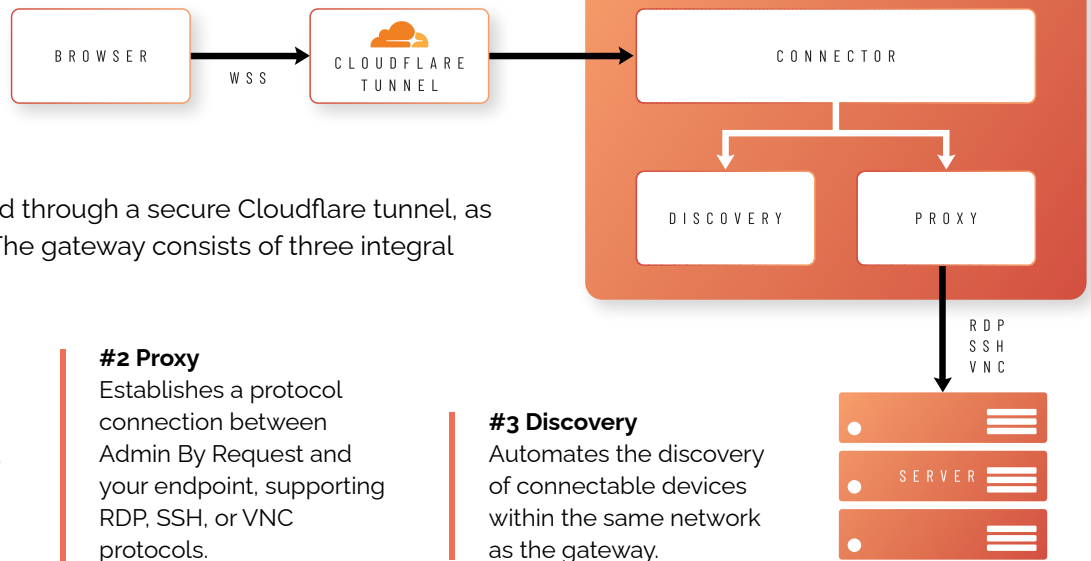 BROWSER
WSS
CLOUDFLARE
TUNNEL
CONNECTOR
DISCOVERY
PROXY
d through a secure Cloudflare tunnel, as
The gateway consists of three integral
RDP
SSH
VNC
#2 Proxy
Establishes a protocol
connection between
Admin By Request and
your endpoint, supporting
RDP, SSH, or VNC
protocols.
#3 Discovery
Automates the discovery
of connectable devices
within the same network
as the gateway.
SERVER